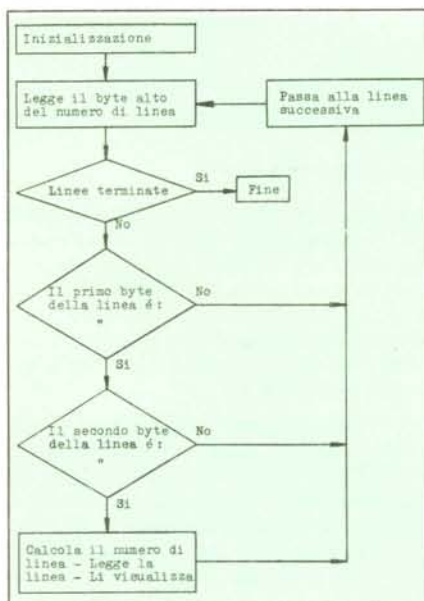 Inizializzazione
Legge il byte alto
del numero di linea
Passa alla linea
successiva
Linee terminate
Si
Fine
No
Il primo byte
della linea é:
"
No
Si
Il secondo byte
della linea é:
"
No
Si
Calcola il numero di
linea - Legge la
linea - Li visualizza